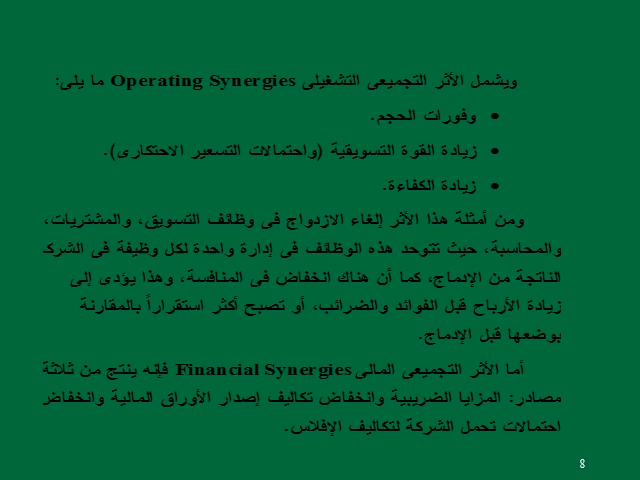 ويشمل الأثر التجميعى التشغيلى Operating Synergies ما يلى:
• وفورات الحجم.
• زيادة القوة التسويقية (واحتمالات التسعير الاحتكارى).
• زيادة الكفاءة.
ومن أمثلة هذا الأثر إلغاء الازدواج فى وظائف التسويق، والمشتريات،
والمحاسبة، حيث تتوحد هذه الوظائف فى إدارة واحدة لكل وظيفة فى الشرك
الناتجة من الإدماج، كما أن هناك انخفاض فى المنافسة، وهذا يؤدى إلى
زيادة الأرباح قبل الفوائد والضرائب، أو تصبح أكثر استقراراً بالمقارنة
بوضعها قبل الإدماج.
أما الأثر التجميعى المالى Financial Synergies فإنه ينتج من ثلاثة
مصادر: المزايا الضريبية وانخفاض تكاليف إصدار الأوراق المالية وانخفاض
احتمالات تحمل الشركة لتكاليف الإفلاس.
8